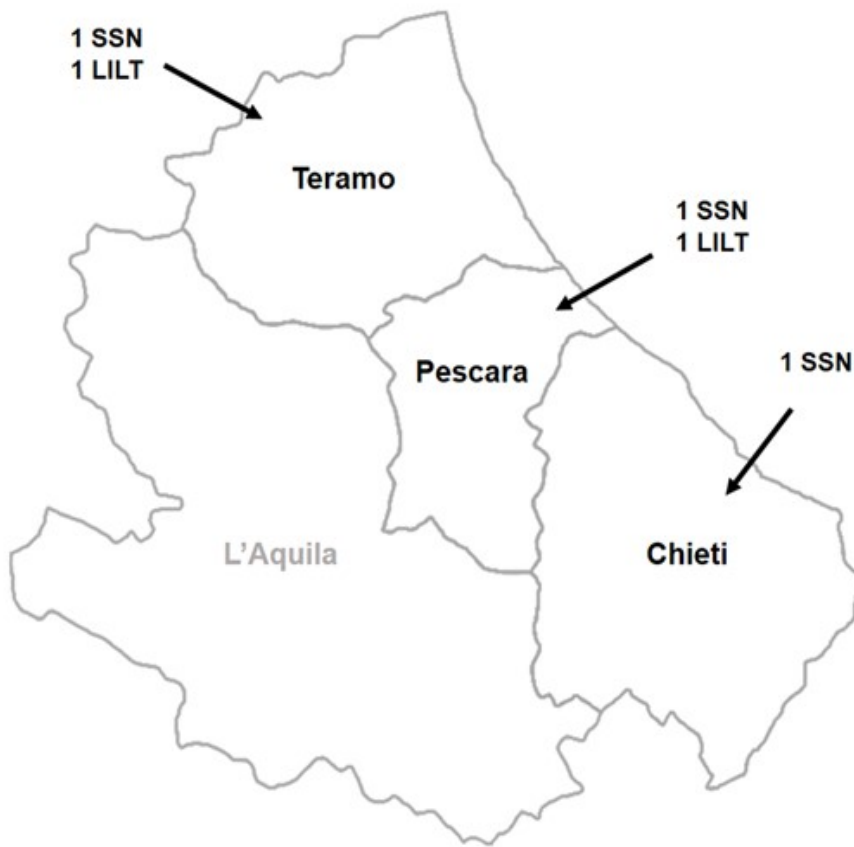 1 SSN
1 LILT
Teramo
1 SSN
1 LILT
Pescara
1 SSN
L’Aquila
Chieti